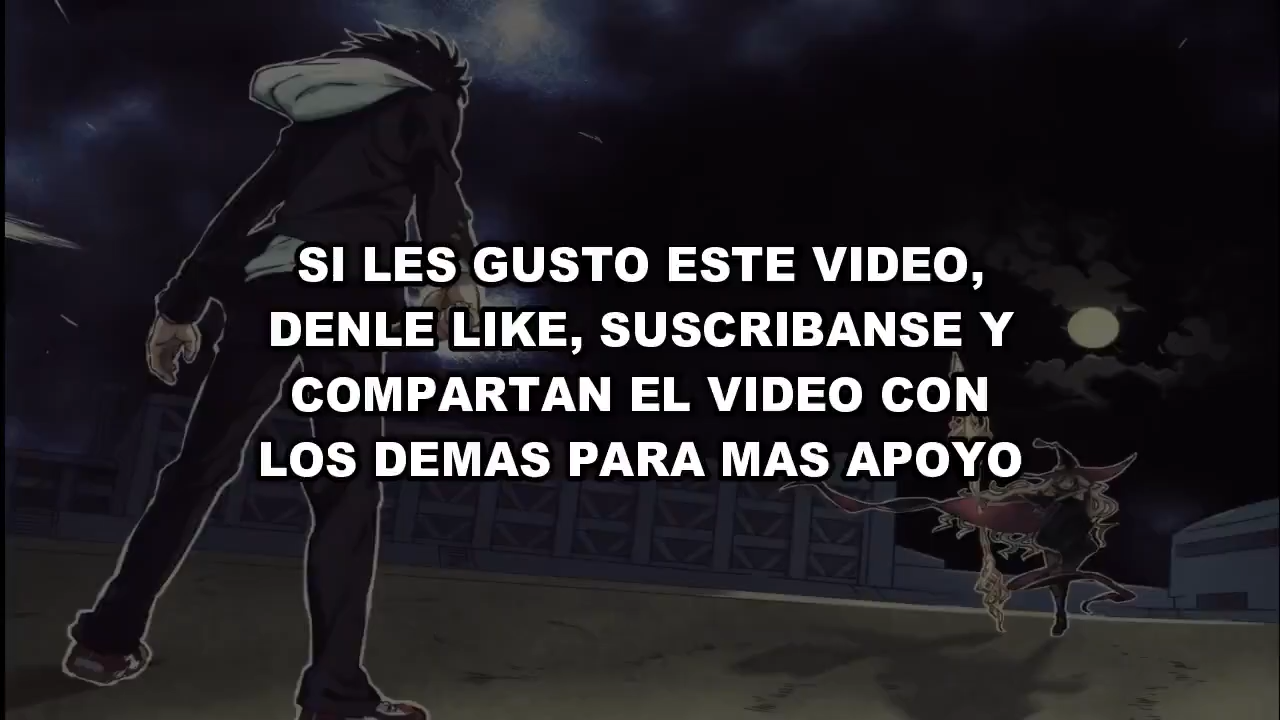 SI LES GUSTO ESTE VIDEO,
DENLE LIKE, SUSCRIBANSE Y
COMPARTAN EL VIDEO CON
LOS DEMAS PARA MAS APOYO